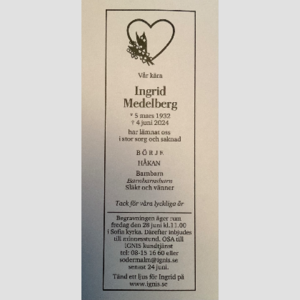 Vår kära
Ingrid
Medelberg
* 5 mars 1932
† 4 juni 2024
har lämnat oss
i stor sorg och saknad
BÖRJE
HÅKAN
Barnbarn
Barnbarnsbarn
Släkt och vänner
Tack för våra lyckliga år
Begravningen äger rum
fredag den 28 juni kl.11.00
i Sofia kyrka. Därefter inbjudes
till minnesstund. OSA till
IGNIS kundtjänst
tel: 08-15 16 60 eller
sodermalm@ignis.se
senast 24 juni.
Tänd ett ljus för Ingrid på
www.ignis.se